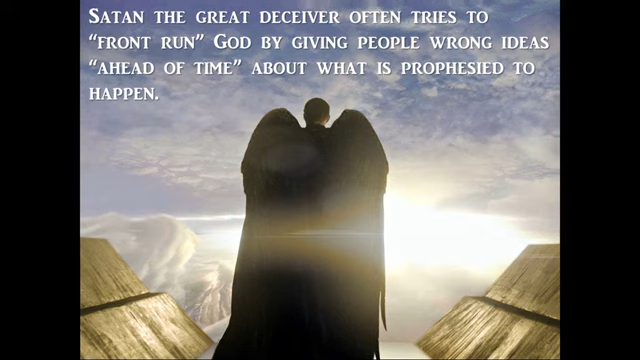 Satan the great deceiver often tries to
“front run” God by giving people wrong ideas
“ahead of time” about what is prophesied to
happen.